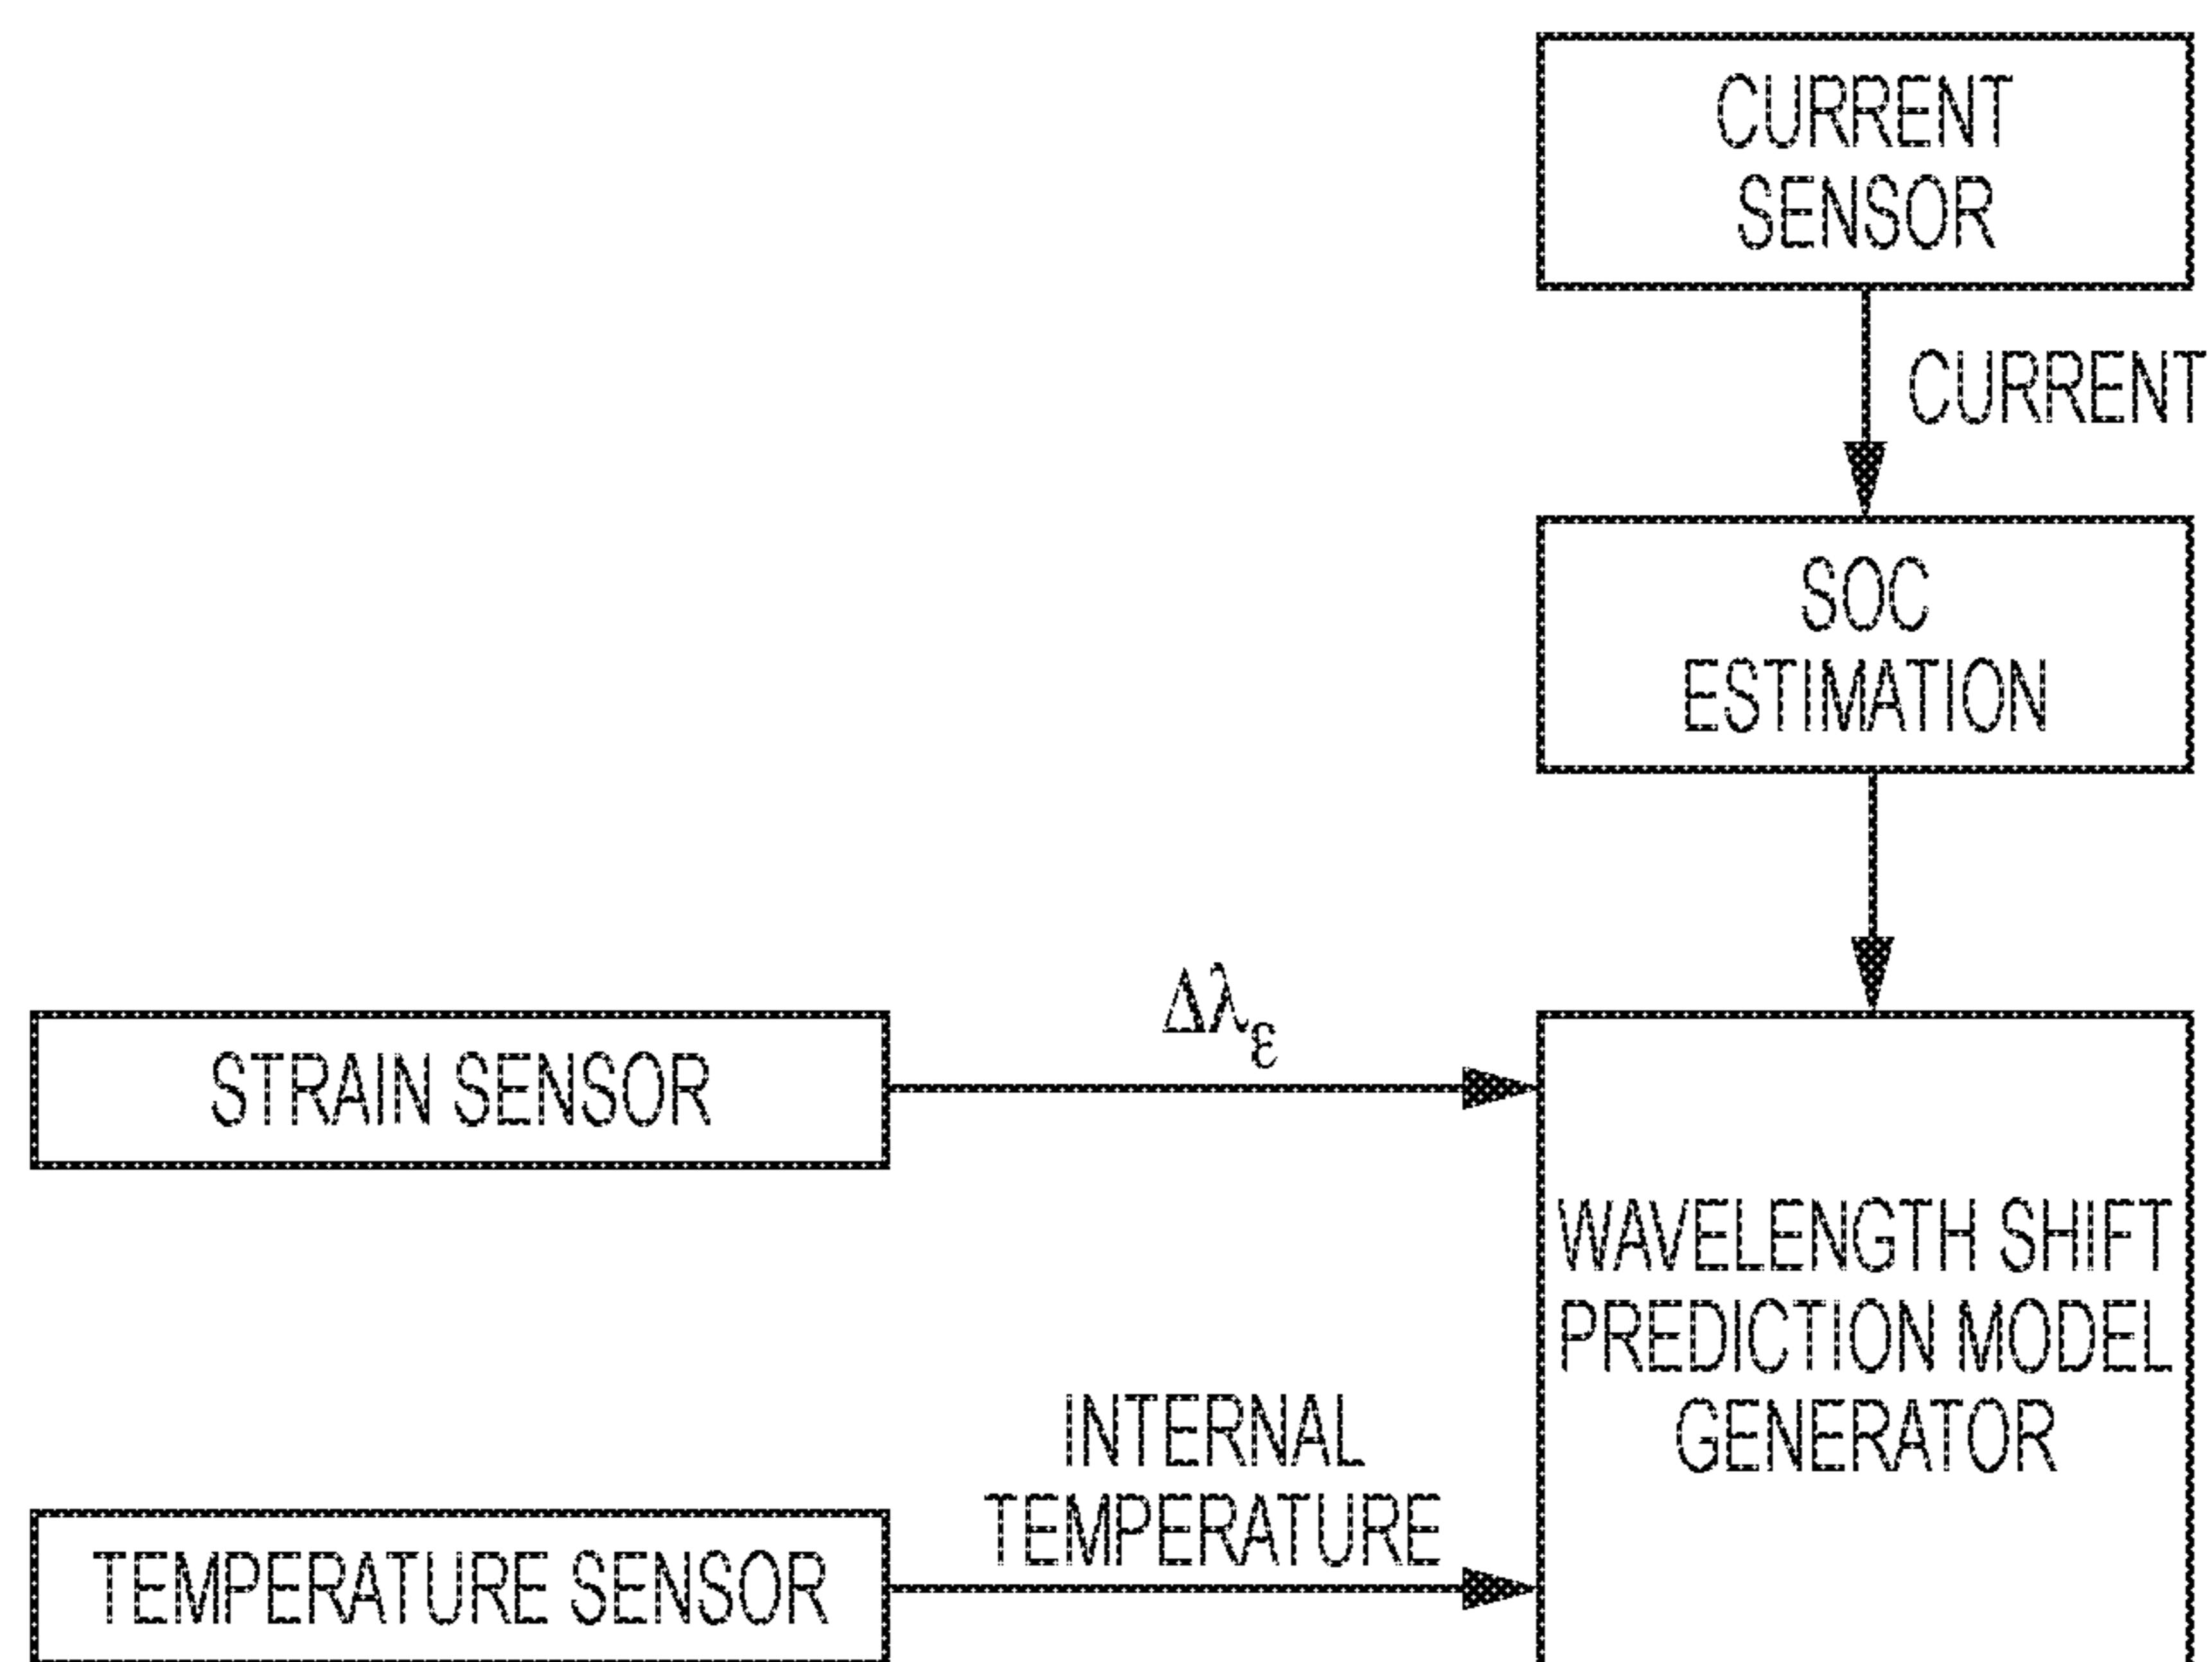 CURRENT
SENSOR
CURRENT
SOC
ESTIMATION
Δλε
STRAIN SENSOR
WAVELENGTH SHIFT
PREDICTION MODEL
GENERATOR
INTERNAL
TEMPERATURE
TEMPERATURE SENSOR